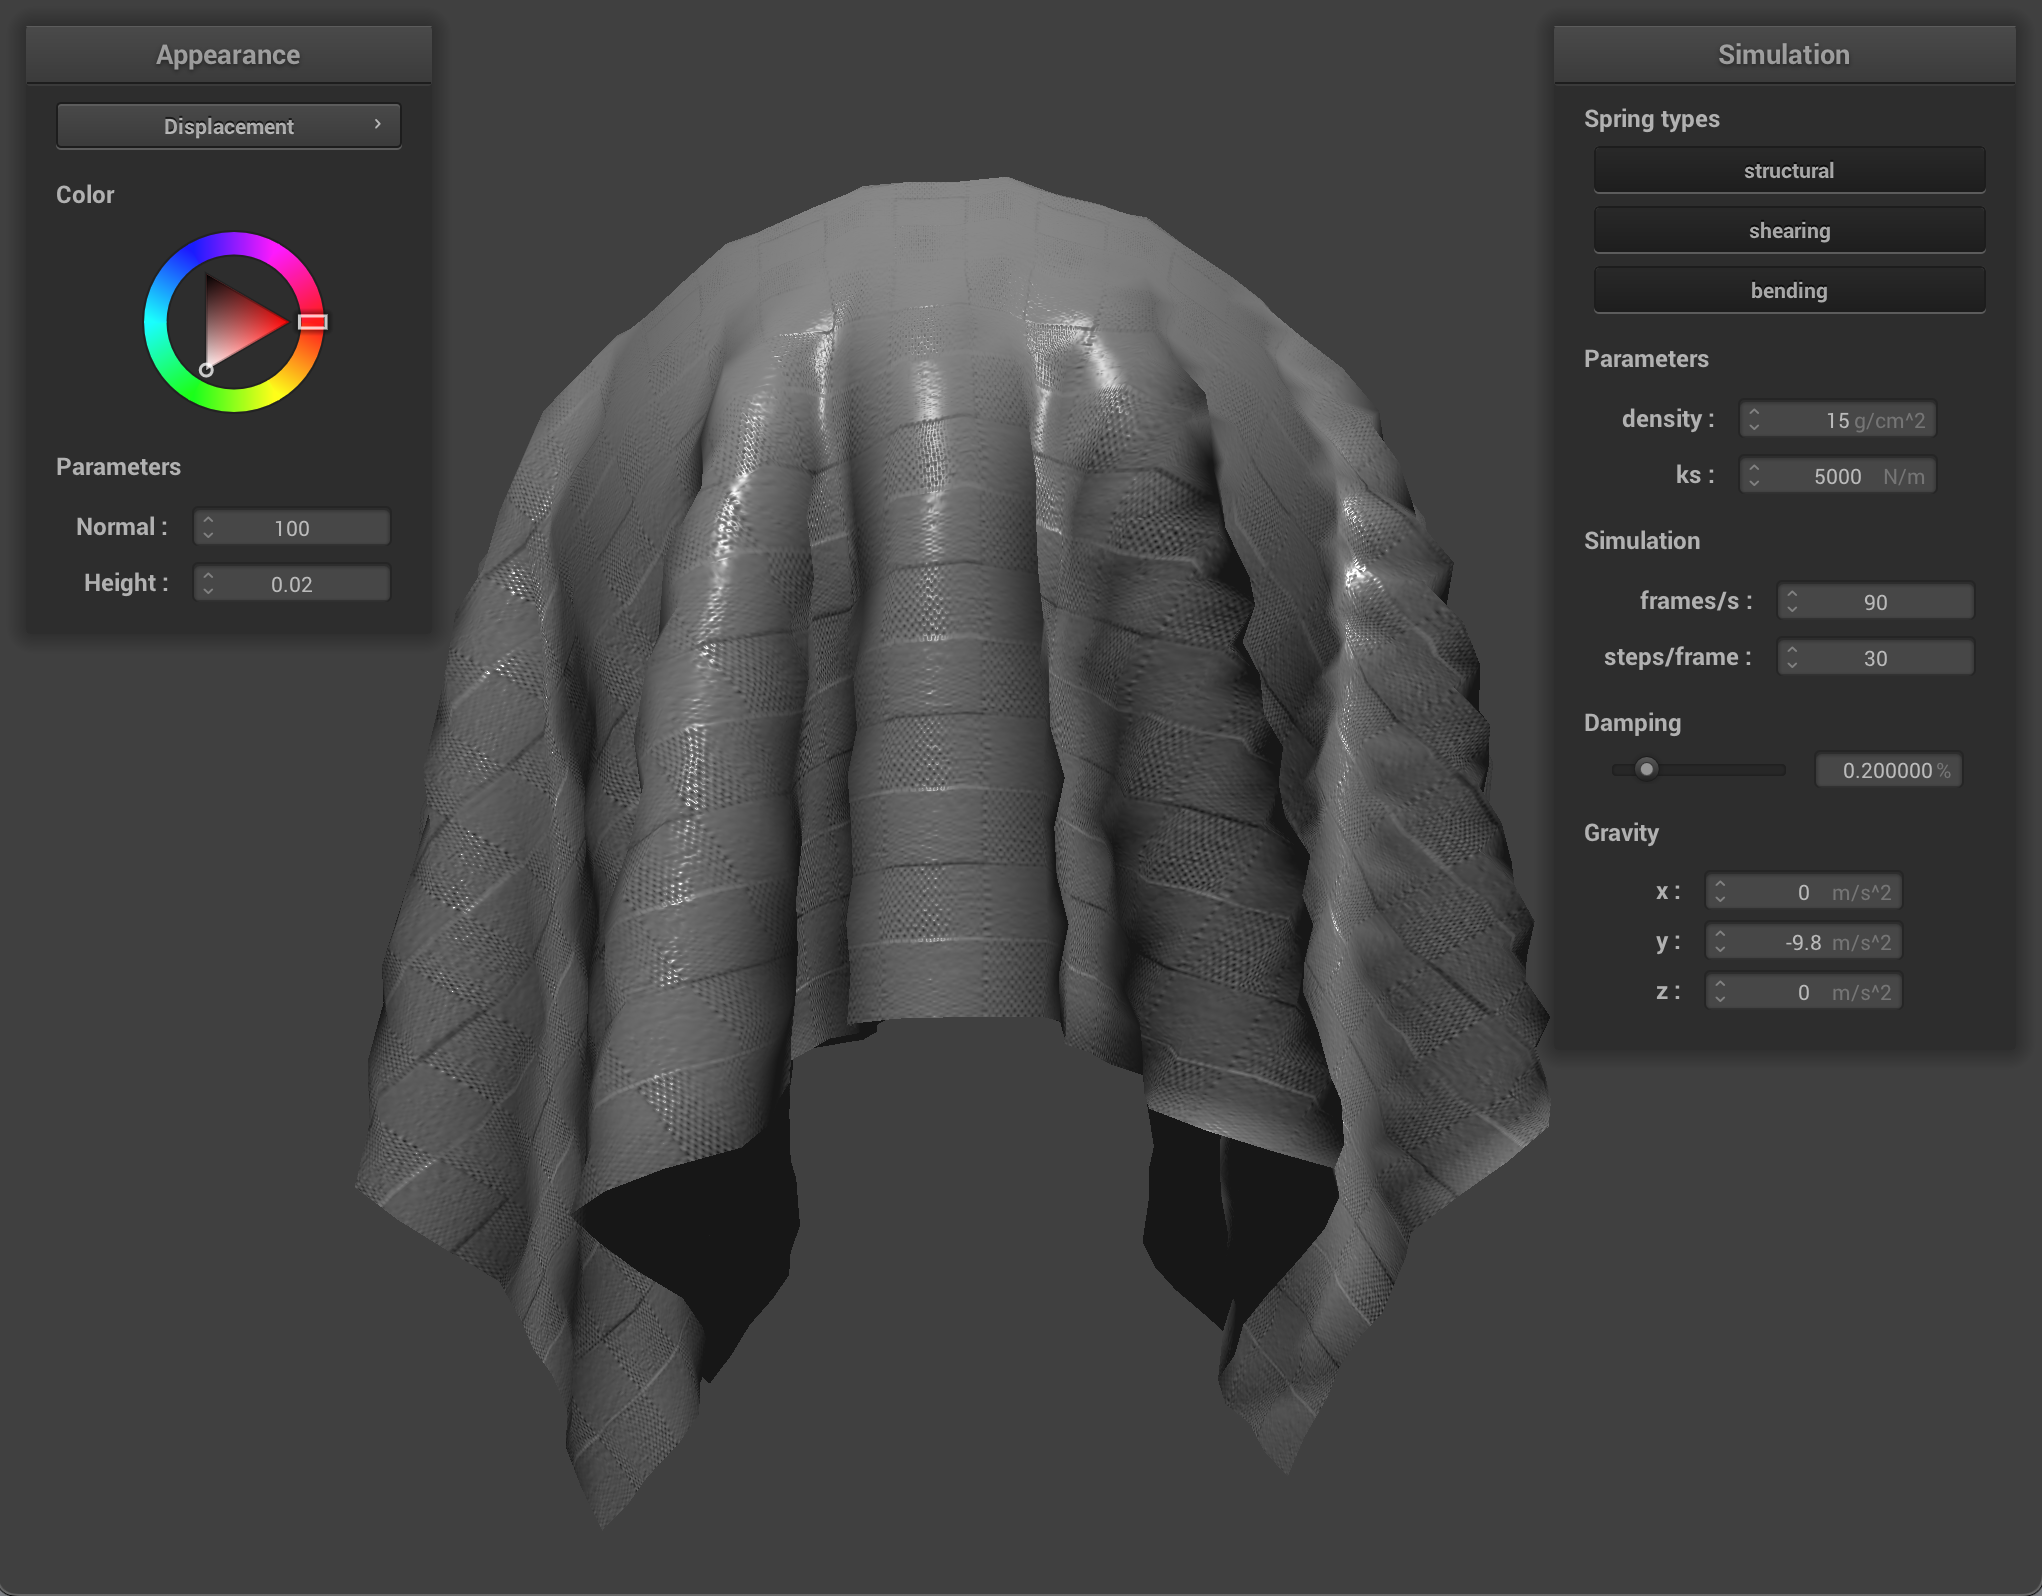 Appearance
Displacement ›
Color
Parameters
Normal : 100
Height : 0.02
Simulation
Spring types
structural
shearing
bending
Parameters
density : 15 g/cm^2
ks : 5000 N/m
Simulation
frames/s : 90
steps/frame : 30
Damping
0.200000 %
Gravity
x : 0 m/s^2
y : -9.8 m/s^2
z : 0 m/s^2